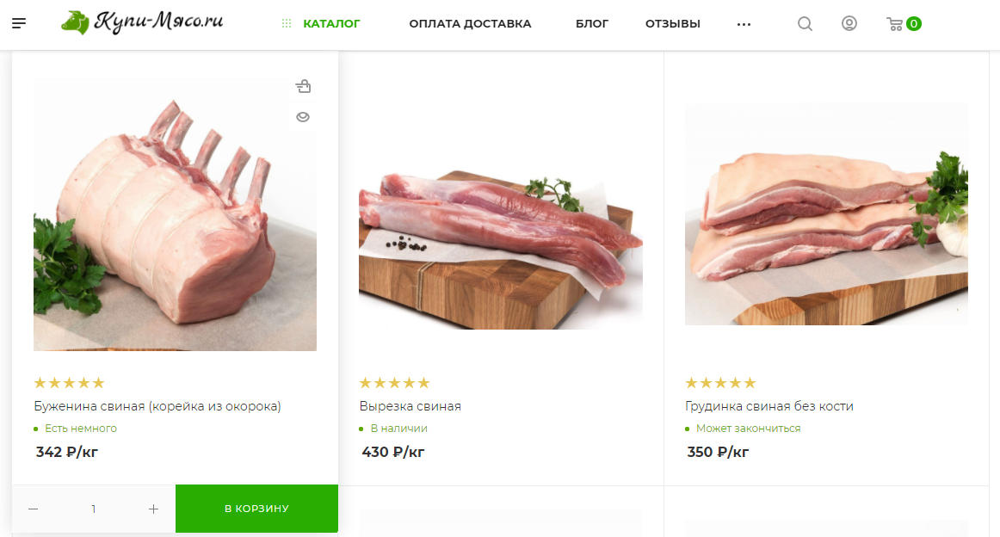 Купи-Мясо.ru
КАТАЛОГ
ОПЛАТА ДОСТАВКА
БЛОГ
ОТЗЫВЫ
...
0
Буженина свиная (корейка из окорока)
Есть немного
342 ₽/кг
1
В КОРЗИНУ
Вырезка свиная
В наличии
430 ₽/кг
Грудинка свиная без кости
Может закончиться
350 ₽/кг